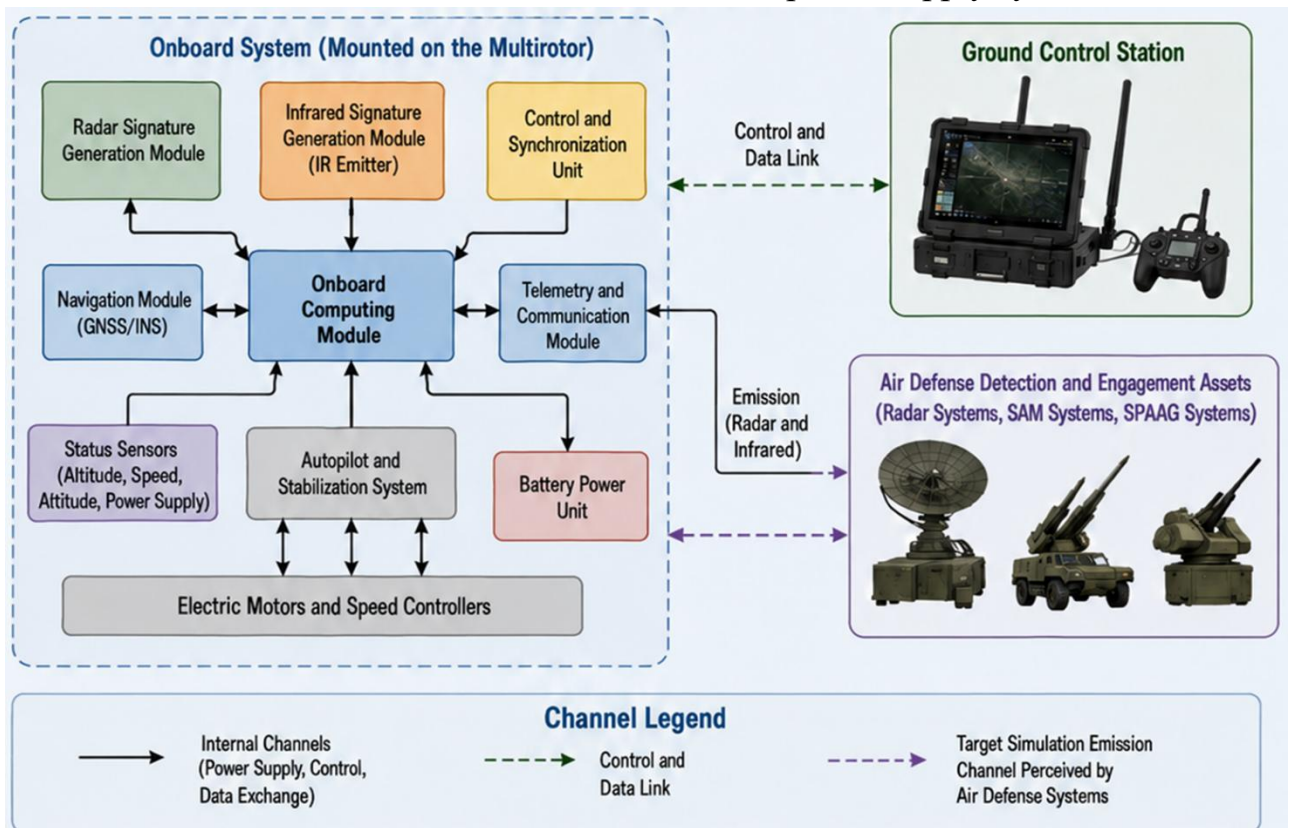 Onboard System (Mounted on the Multirotor)
Radar Signature
Generation Module
Infrared Signature
Generation Module
(IR Emitter)
Control and
Synchronization
Unit
Navigation Module
(GNSS/INS)
Onboard
Computing
Module
Telemetry and
Communication
Module
Status Sensors
(Altitude, Speed,
Attitude, Power Supply)
Autopilot and
Stabilization System
Battery Power
Unit
Electric Motors and Speed Controllers
Control and
Data Link
Ground Control Station
Emission
(Radar and
Infrared)
Air Defense Detection and Engagement Assets
(Radar Systems, SAM Systems, SPAAG Systems)
Channel Legend
Internal Channels
(Power Supply, Control,
Data Exchange)
Control and
Data Link
Target Simulation Emission
Channel Perceived by
Air Defense Systems